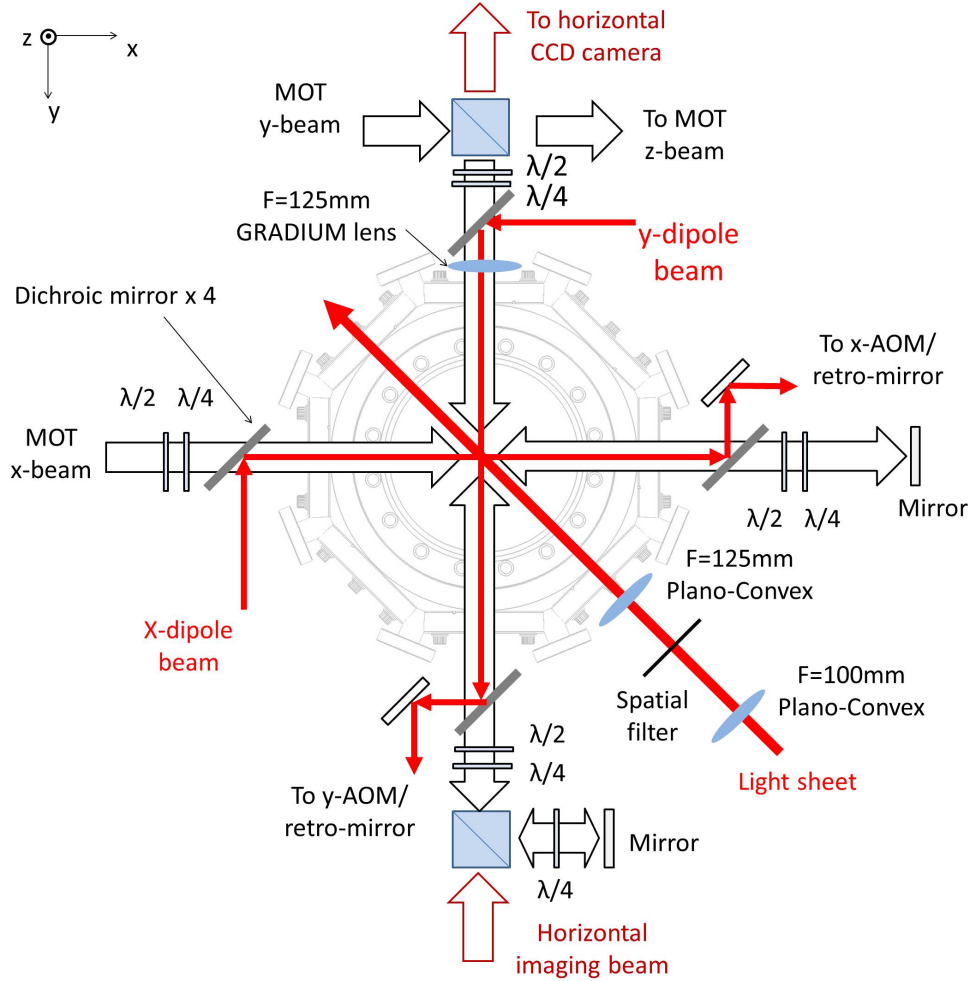 To horizontal
CCD camera
z
x
y
MOT
y-beam
To MOT
z-beam
λ/2
λ/4
F=125mm
GRADIUM lens
y-dipole
beam
Dichroic mirror x 4
To x-AOM/
retro-mirror
λ/2
λ/4
MOT
x-beam
Mirror
λ/2
λ/4
F=125mm
Plano-Convex
X-dipole
beam
F=100mm
Plano-Convex
Spatial
filter
λ/2
λ/4
Light sheet
To y-AOM/
retro-mirror
Mirror
λ/4
Horizontal
imaging beam